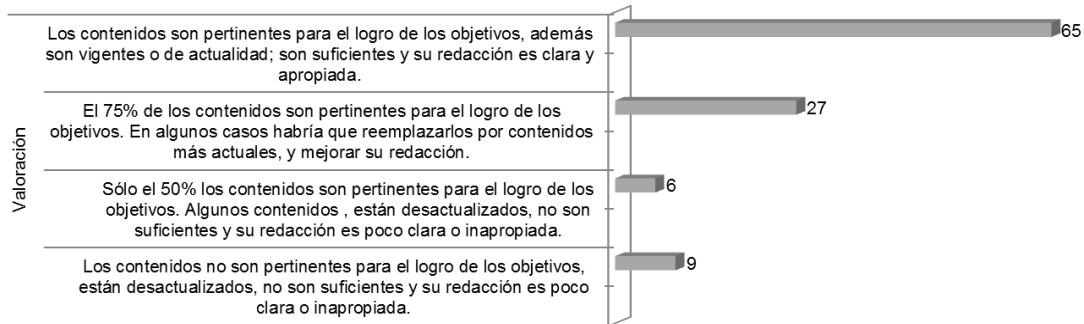 Valoración
Los contenidos son pertinentes para el logro de los objetivos, además
son vigentes o de actualidad; son suficientes y su redacción es clara y
apropiada.
65
El 75% de los contenidos son pertinentes para el logro de los
objetivos. En algunos casos habría que reemplazarlos por contenidos
más actuales, y mejorar su redacción.
27
Sólo el 50% los contenidos son pertinentes para el logro de los
objetivos. Algunos contenidos , están desactualizados, no son
suficientes y su redacción es poco clara o inapropiada.
6
Los contenidos no son pertinentes para el logro de los objetivos,
están desactualizados, no son suficientes y su redacción es poco
clara o inapropiada.
9